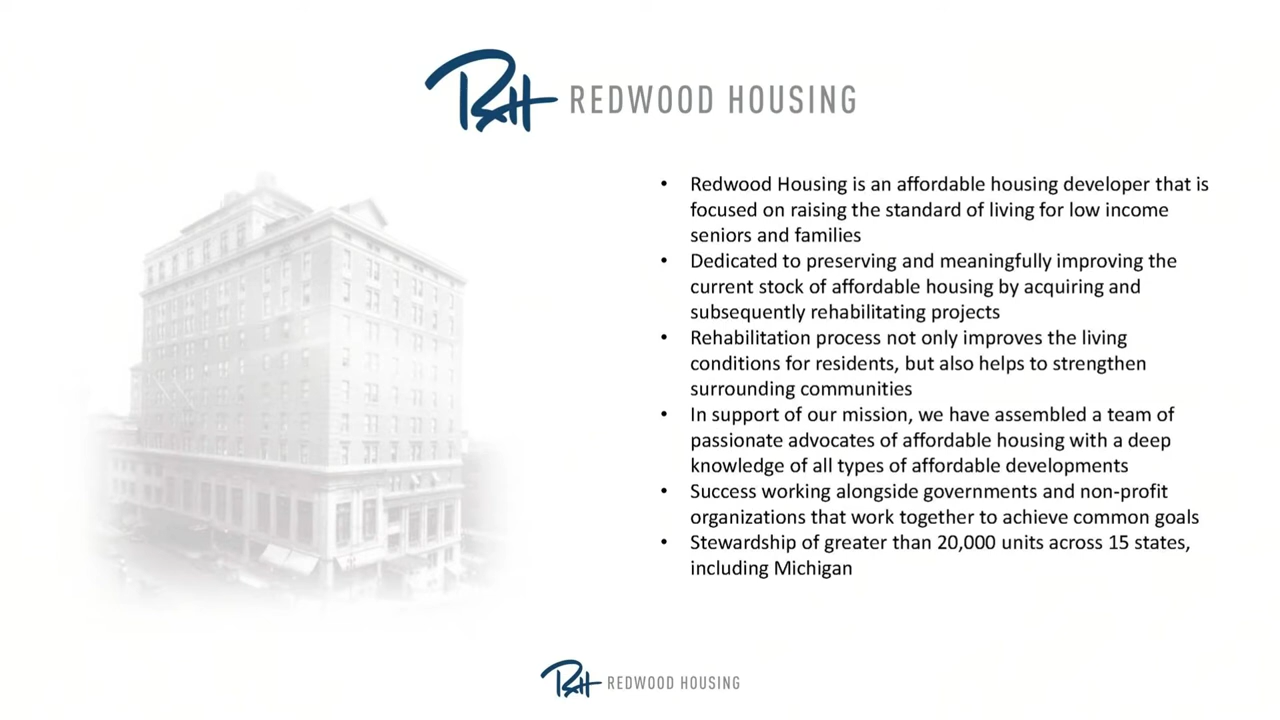 RH REDWOOD HOUSING
• Redwood Housing is an affordable housing developer that is
focused on raising the standard of living for low income
seniors and families
• Dedicated to preserving and meaningfully improving the
current stock of affordable housing by acquiring and
subsequently rehabilitating projects
• Rehabilitation process not only improves the living
conditions for residents, but also helps to strengthen
surrounding communities
• In support of our mission, we have assembled a team of
passionate advocates of affordable housing with a deep
knowledge of all types of affordable developments
• Success working alongside governments and non-profit
organizations that work together to achieve common goals
• Stewardship of greater than 20,000 units across 15 states,
including Michigan
RH REDWOOD HOUSING